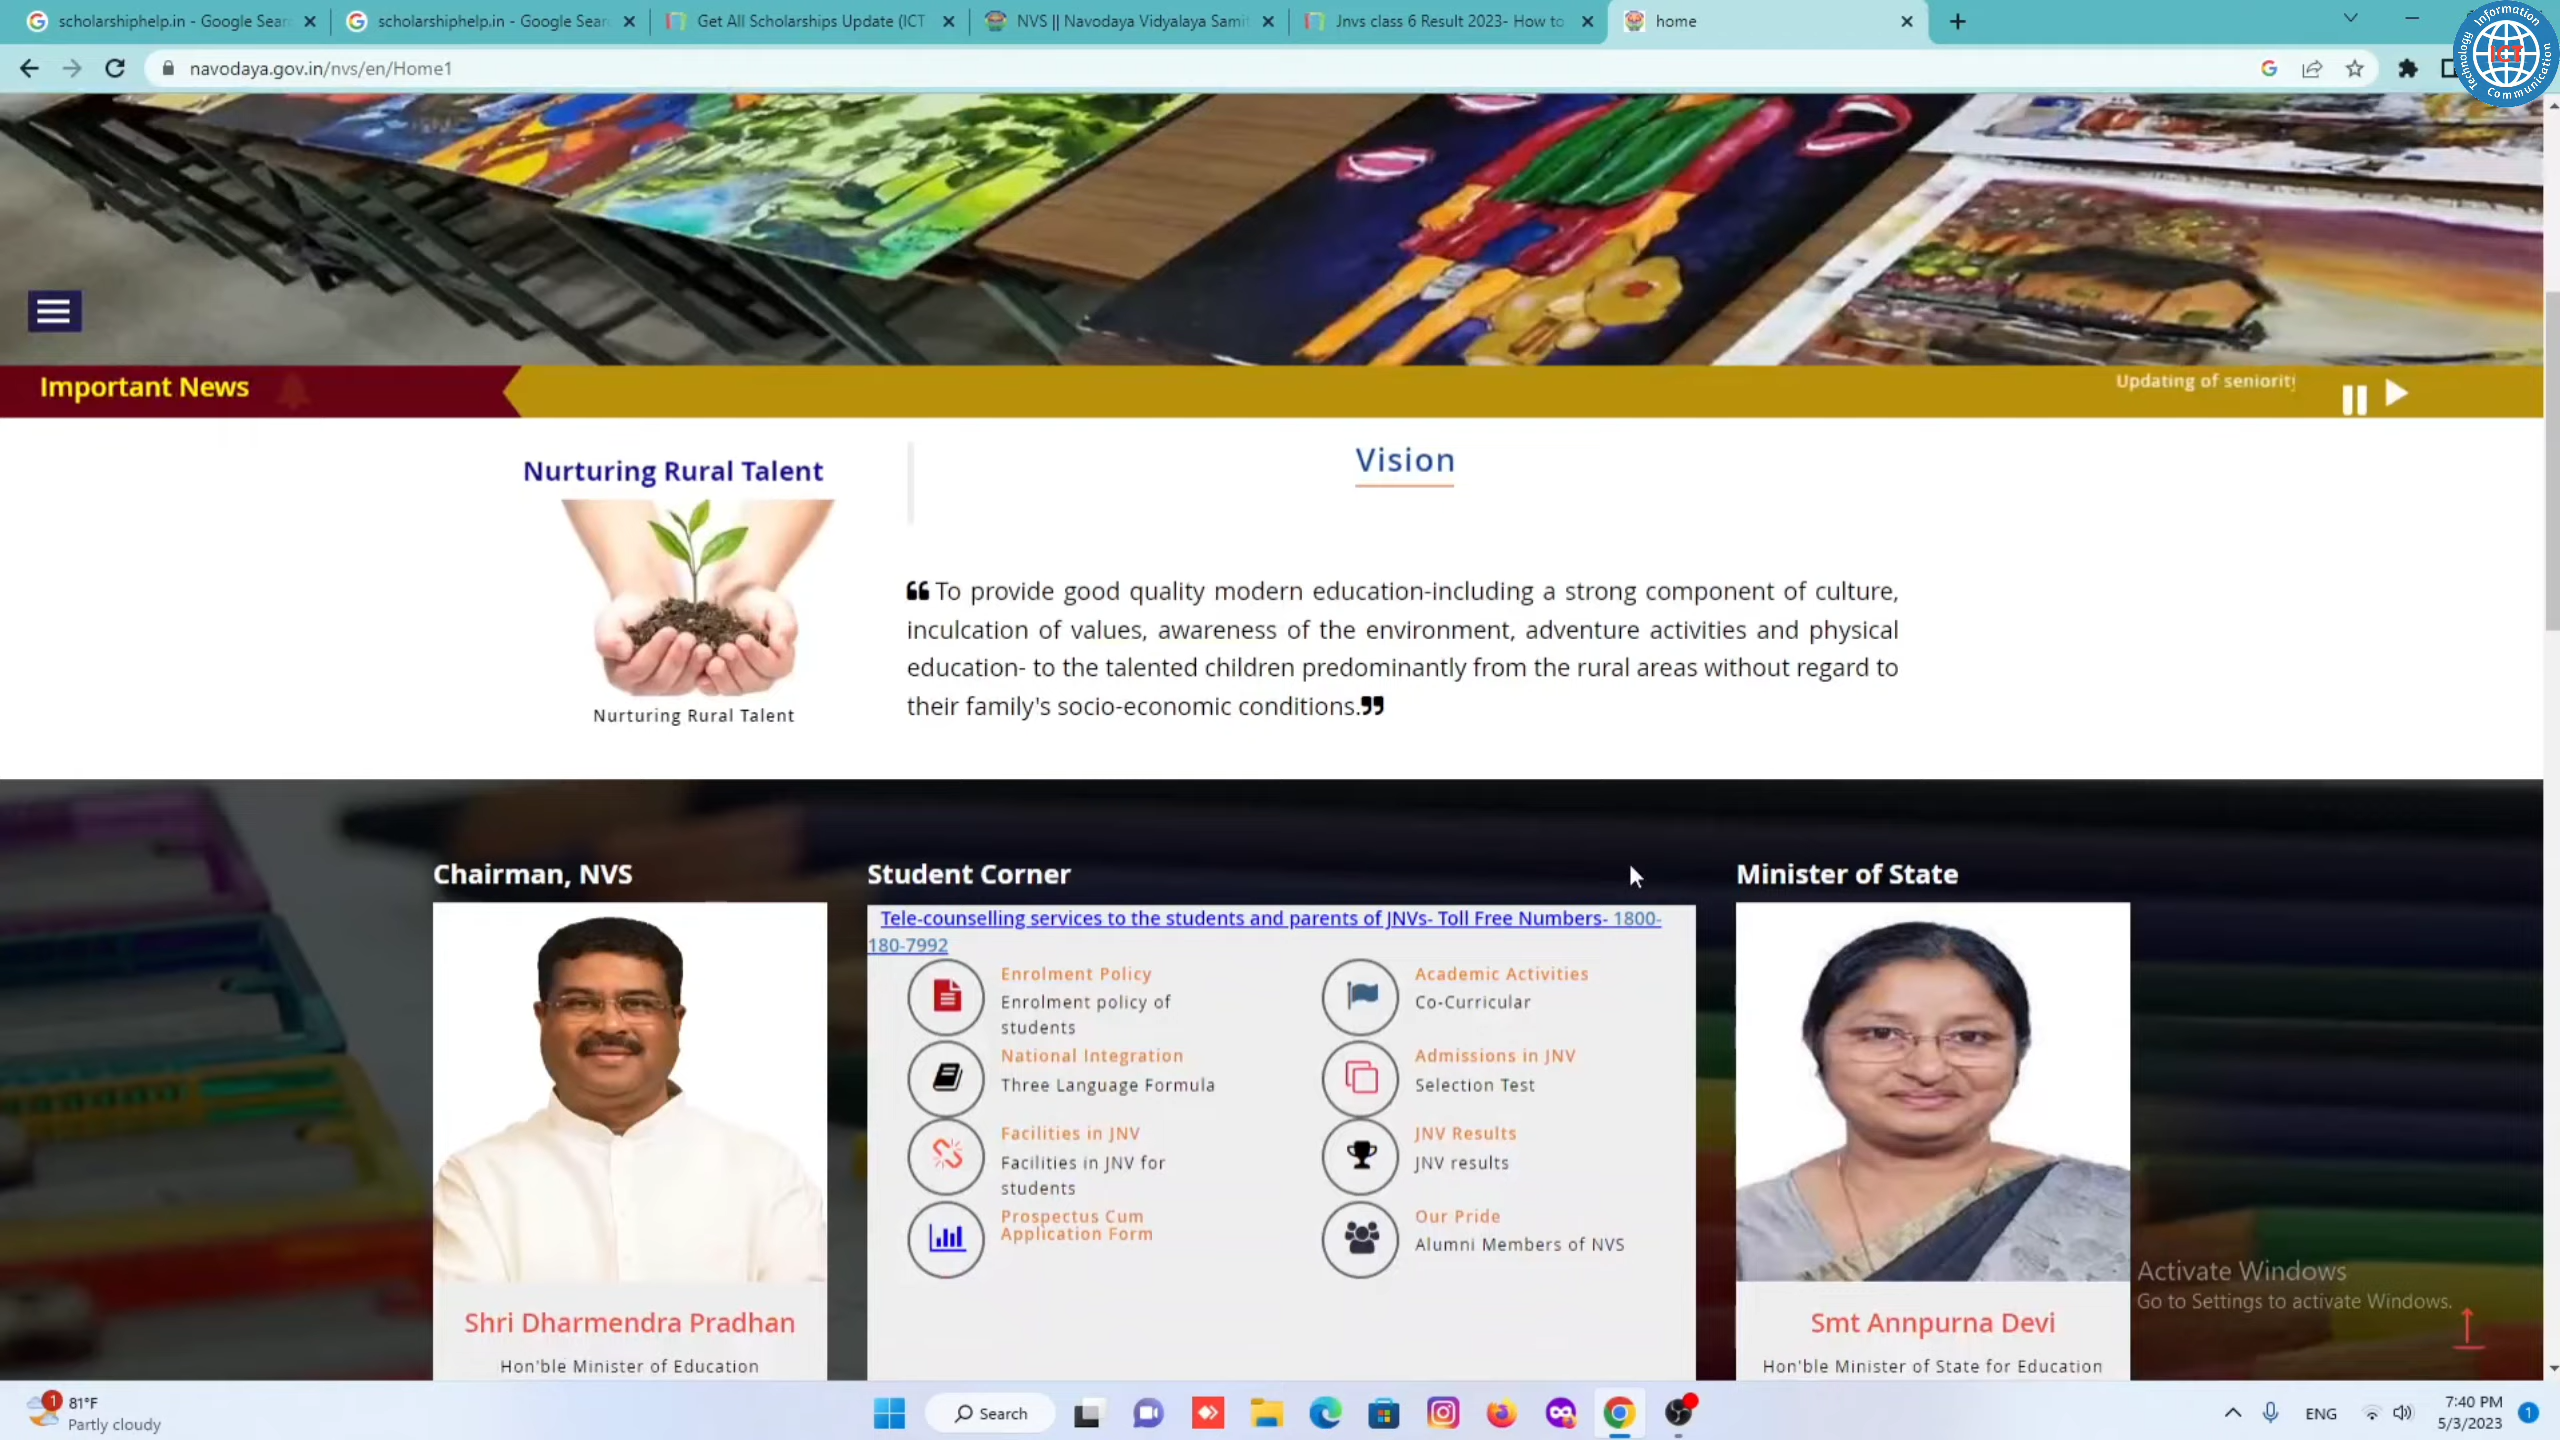 scholarshiphelp.in - Google Sear
scholarshiphelp.in - Google Sear
Get All Scholarships Update (ICT
NVS || Navodaya Vidyalaya Samit
Jnvs class 6 Result 2023- How to
home
navodaya.gov.in/nvs/en/Home1
Information
Communication
Technology
ICT
Important News
Updating of seniorit
Nurturing Rural Talent
Nurturing Rural Talent
Vision
❝ To provide good quality modern education-including a strong component of culture,
inculcation of values, awareness of the environment, adventure activities and physical
education- to the talented children predominantly from the rural areas without regard to
their family's socio-economic conditions.❞
Chairman, NVS
Shri Dharmendra Pradhan
Hon'ble Minister of Education
Student Corner
Tele-counselling services to the students and parents of JNVs- Toll Free Numbers- 1800-
180-7992
Enrolment Policy
Enrolment policy of
students
National Integration
Three Language Formula
Facilities in JNV
Facilities in JNV for
students
Prospectus Cum
Application Form
Academic Activities
Co-Curricular
Admissions in JNV
Selection Test
JNV Results
JNV results
Our Pride
Alumni Members of NVS
Minister of State
Smt Annpurna Devi
Hon'ble Minister of State for Education
Activate Windows
Go to Settings to activate Windows.
1
81°F
Partly cloudy
Search
ENG
7:40 PM
5/3/2023
1